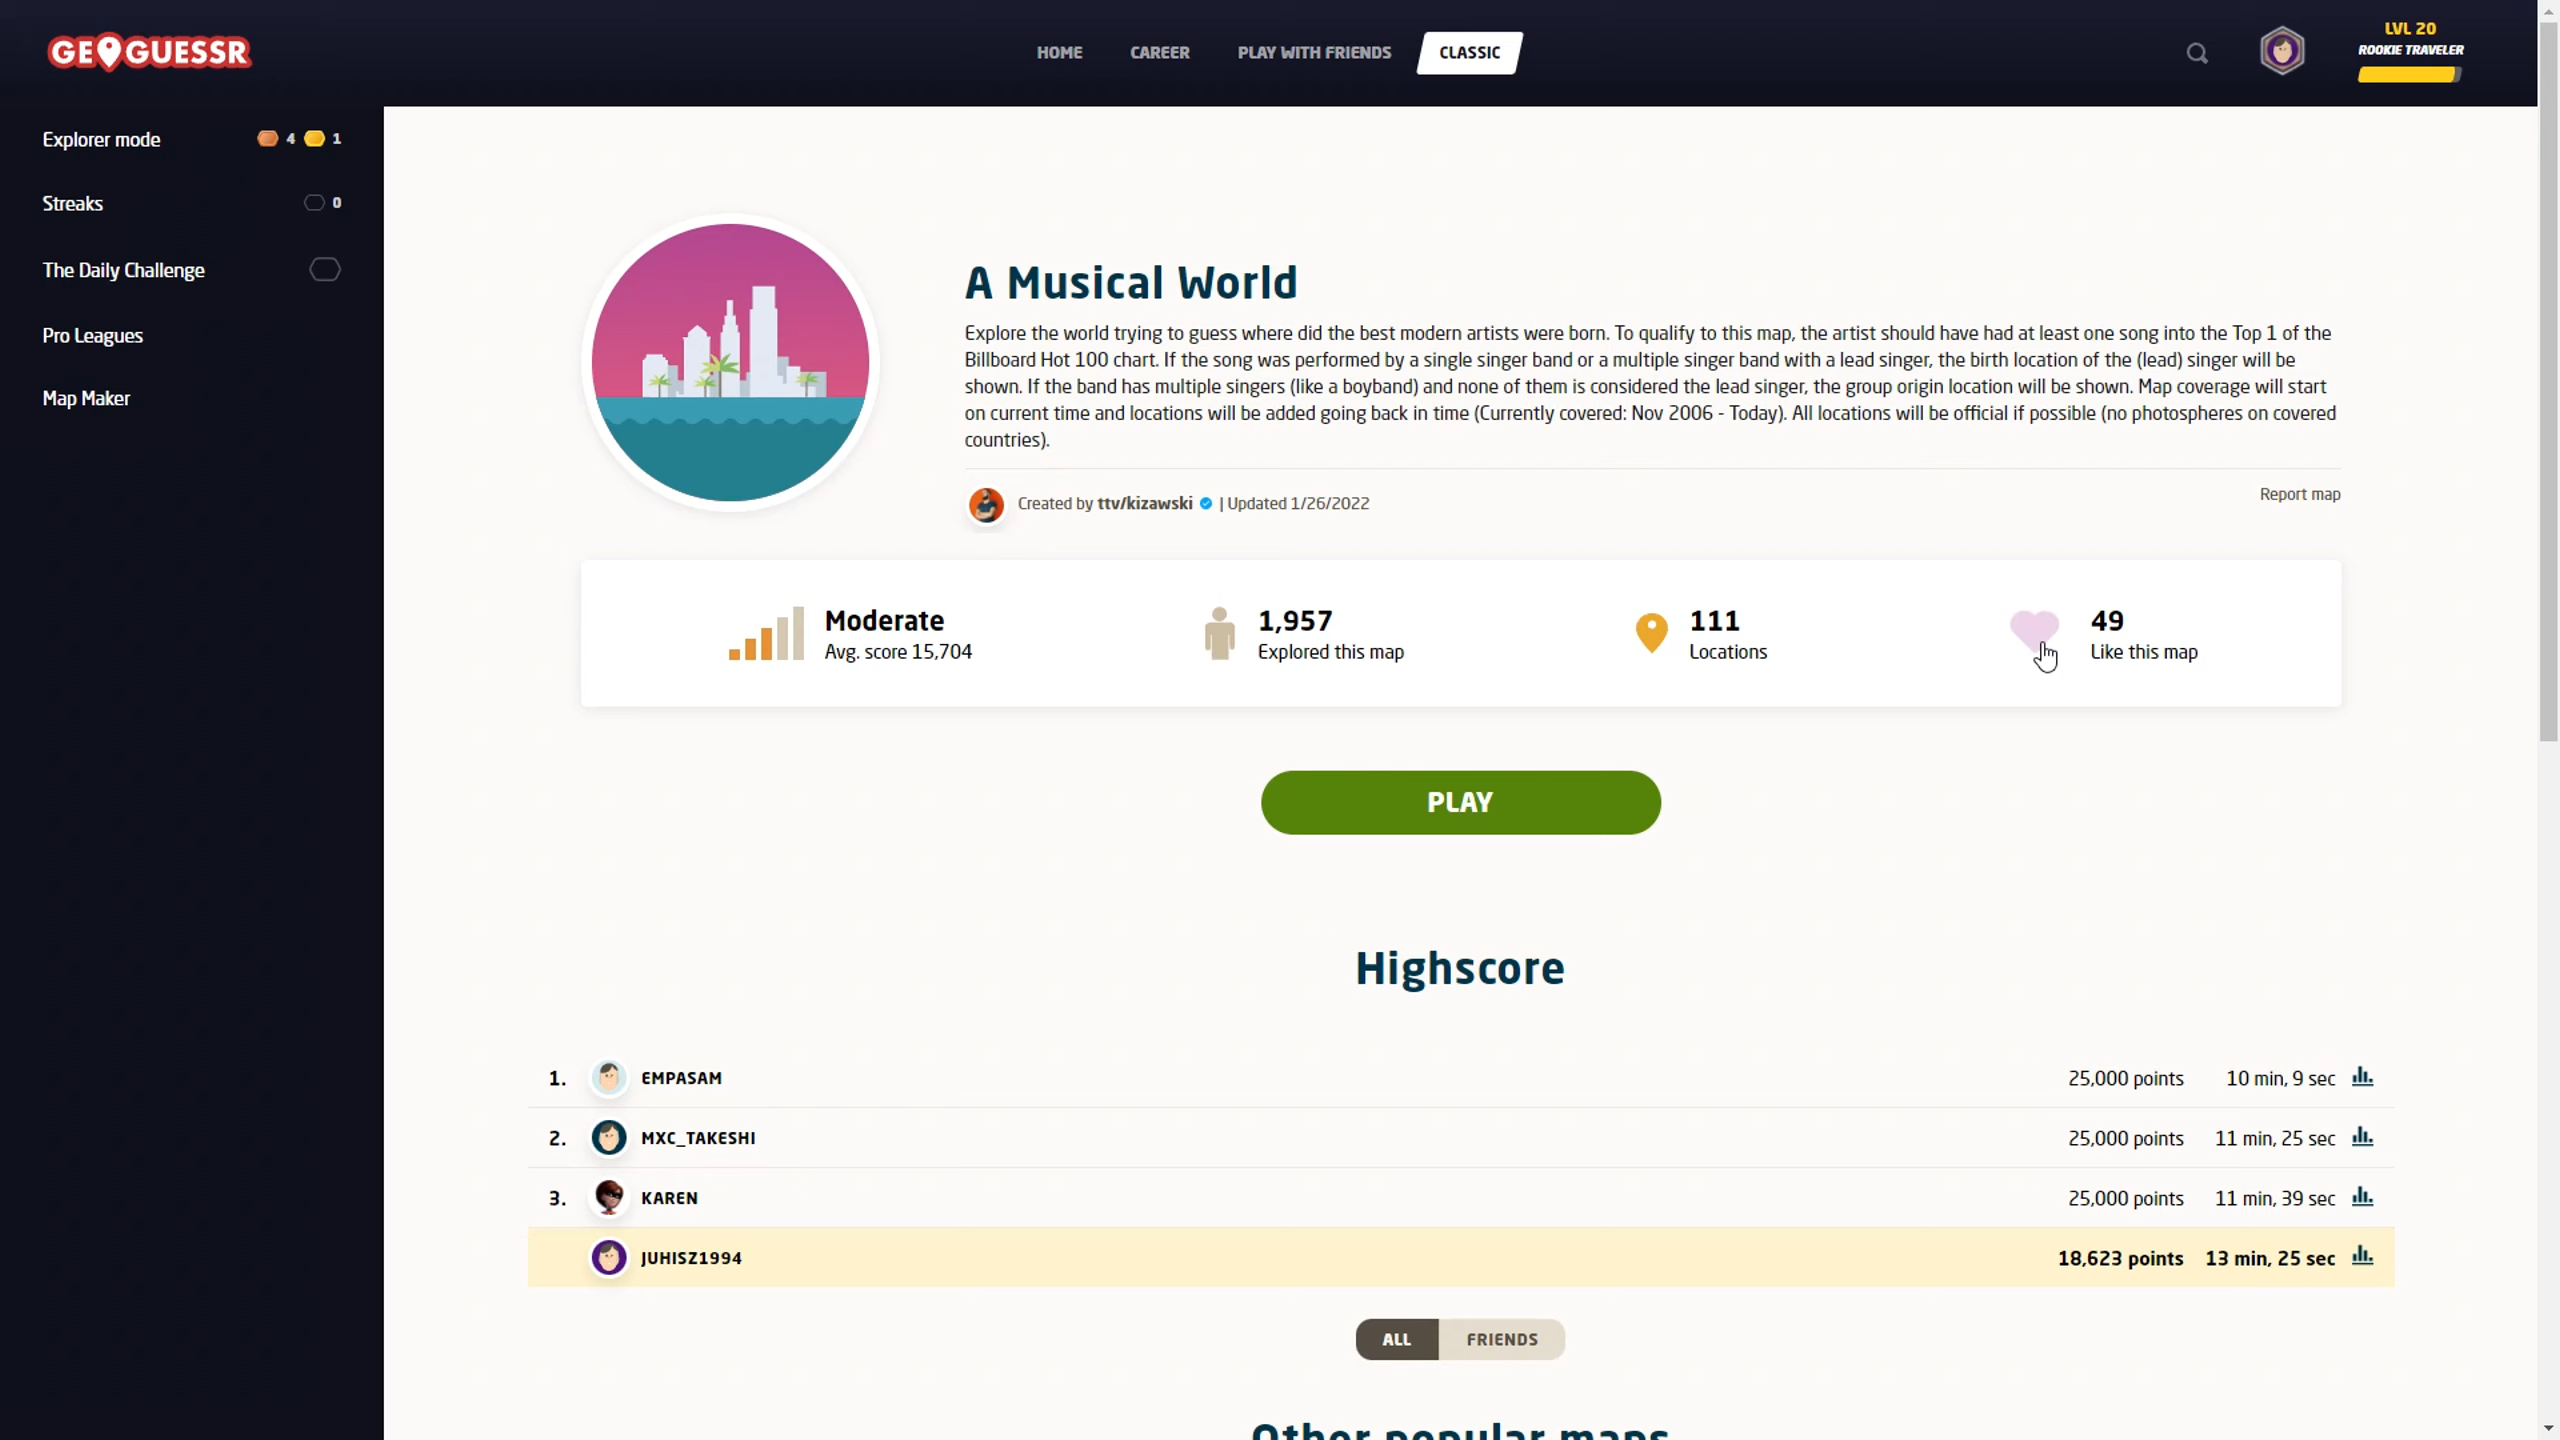 GEOGUESSR
HOME
CAREER
PLAY WITH FRIENDS
CLASSIC
LVL 20
ROOKIE TRAVELER
Explorer mode 4 1
Streaks 0
The Daily Challenge
Pro Leagues
Map Maker
A Musical World
Explore the world trying to guess where did the best modern artists were born. To qualify to this map, the artist should have had at least one song into the Top 1 of the
Billboard Hot 100 chart. If the song was performed by a single singer band or a multiple singer band with a lead singer, the birth location of the (lead) singer will be
shown. If the band has multiple singers (like a boyband) and none of them is considered the lead singer, the group origin location will be shown. Map coverage will start
on current time and locations will be added going back in time (Currently covered: Nov 2006 - Today). All locations will be official if possible (no photospheres on covered
countries).
Created by ttv/kizawski | Updated 1/26/2022
Report map
Moderate
Avg. score 15,704
1,957
Explored this map
111
Locations
49
Like this map
PLAY
Highscore
1. EMPASAM 25,000 points 10 min, 9 sec
2. MXC_TAKESHI 25,000 points 11 min, 25 sec
3. KAREN 25,000 points 11 min, 39 sec
JUHISZ1994 18,623 points 13 min, 25 sec
ALL FRIENDS
Other popular maps